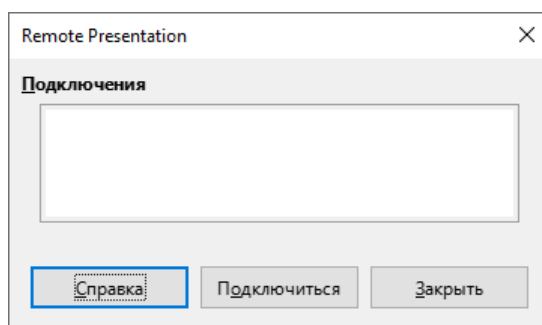 Remote Presentation
Подключения
Справка Подключиться Закрыть